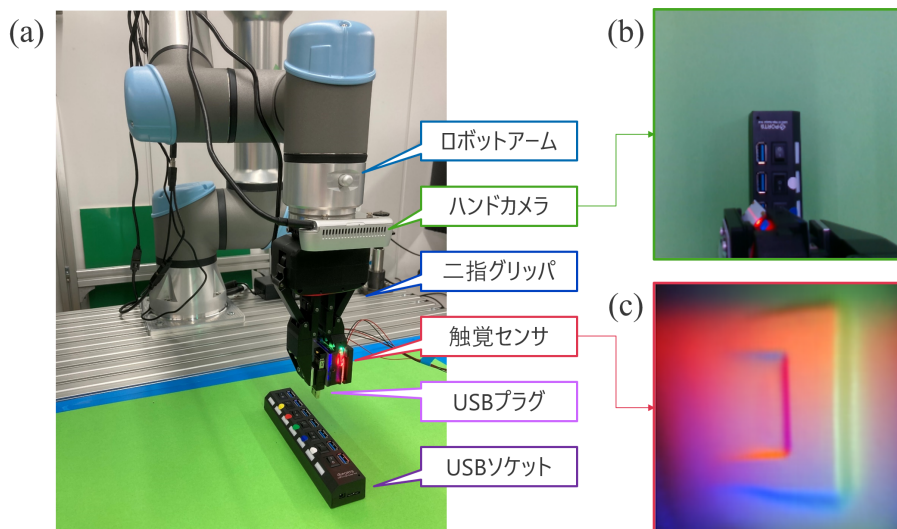 (a)
ロボットアーム
ハンドカメラ
二指グリッパ
触覚センサ
USBプラグ
USBソケット
(b)
PORTS
(c)